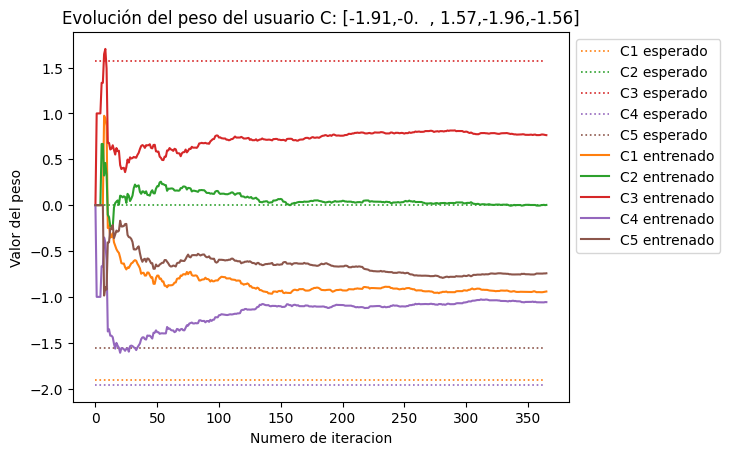 Evolución del peso del usuario C: [-1.91,-0.  , 1.57,-1.96,-1.56]
Valor del peso
1.5
1.0
0.5
0.0
−0.5
−1.0
−1.5
−2.0
0 50 100 150 200 250 300 350
Numero de iteracion
C1 esperado
C2 esperado
C3 esperado
C4 esperado
C5 esperado
C1 entrenado
C2 entrenado
C3 entrenado
C4 entrenado
C5 entrenado